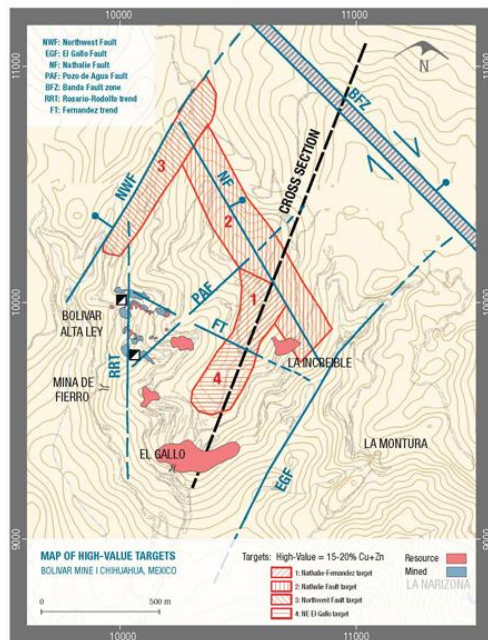 10000 11000
11000 11000
NWF: Northwest Fault
EGF: El Gallo Fault
NF: Nathalie Fault
PAF: Pozo de Agua Fault
BFZ: Banda Fault zone
RRT: Rosario-Rodolfo trend
FT: Fernandez trend
N
BFZ
NWF
3
NF
2
CROSS SECTION
10000 10000
PAF
1
BOLIVAR
ALTA LEY
FT
LA INCREIBLE
RRT
4
MINA DE
FIERRO
EL GALLO
LA MONTURA
EGF
9000 9000
MAP OF HIGH-VALUE TARGETS
BOLIVAR MINE | CHIHUAHUA, MEXICO
0 500 m
Targets: High-Value = 15-20% Cu+Zn
1: Nathalie-Fernandez target
2: Nathalie Fault target
3: Northwest Fault target
4: NE El Gallo target
Resource
Mined
LA NARIZONA
10000 11000